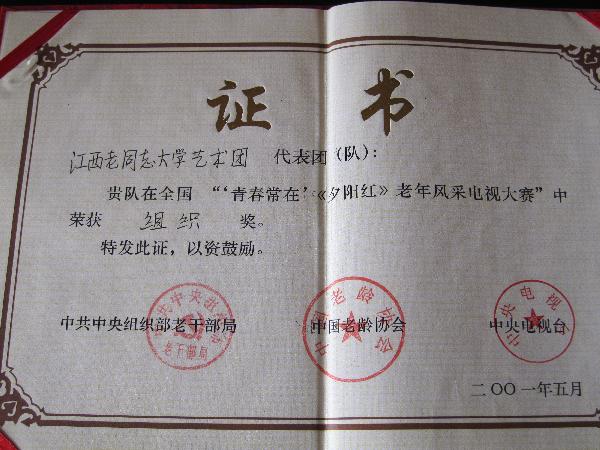 证书
江西老同志大学艺术团 代表团（队）：
贵队在全国 “‘青春常在’《夕阳红》老年风采电视大赛”中
荣获 组织 奖。
特发此证，以资鼓励。
中共中央组织部老干部局 中国老龄协会 中央电视台
二〇〇一年五月